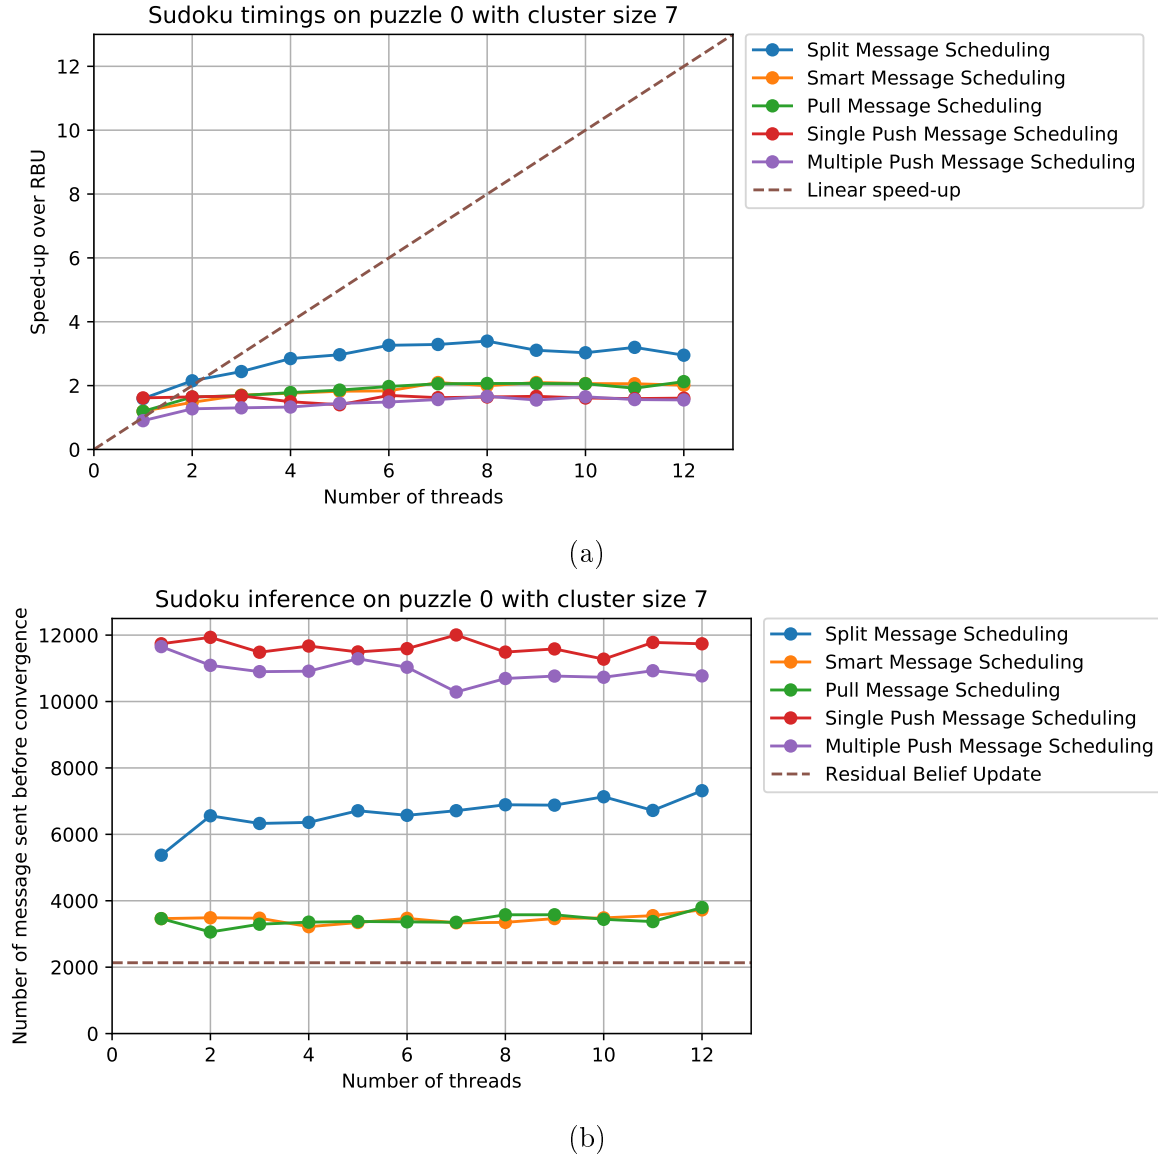 Sudoku timings on puzzle 0 with cluster size 7
Speed-up over RBU
12
10
8
6
4
2
0
0 2 4 6 8 10 12
Number of threads
Split Message Scheduling
Smart Message Scheduling
Pull Message Scheduling
Single Push Message Scheduling
Multiple Push Message Scheduling
Linear speed-up
(a)
Sudoku inference on puzzle 0 with cluster size 7
Number of message sent before convergence
12000
10000
8000
6000
4000
2000
0
0 2 4 6 8 10 12
Number of threads
Split Message Scheduling
Smart Message Scheduling
Pull Message Scheduling
Single Push Message Scheduling
Multiple Push Message Scheduling
Residual Belief Update
(b)